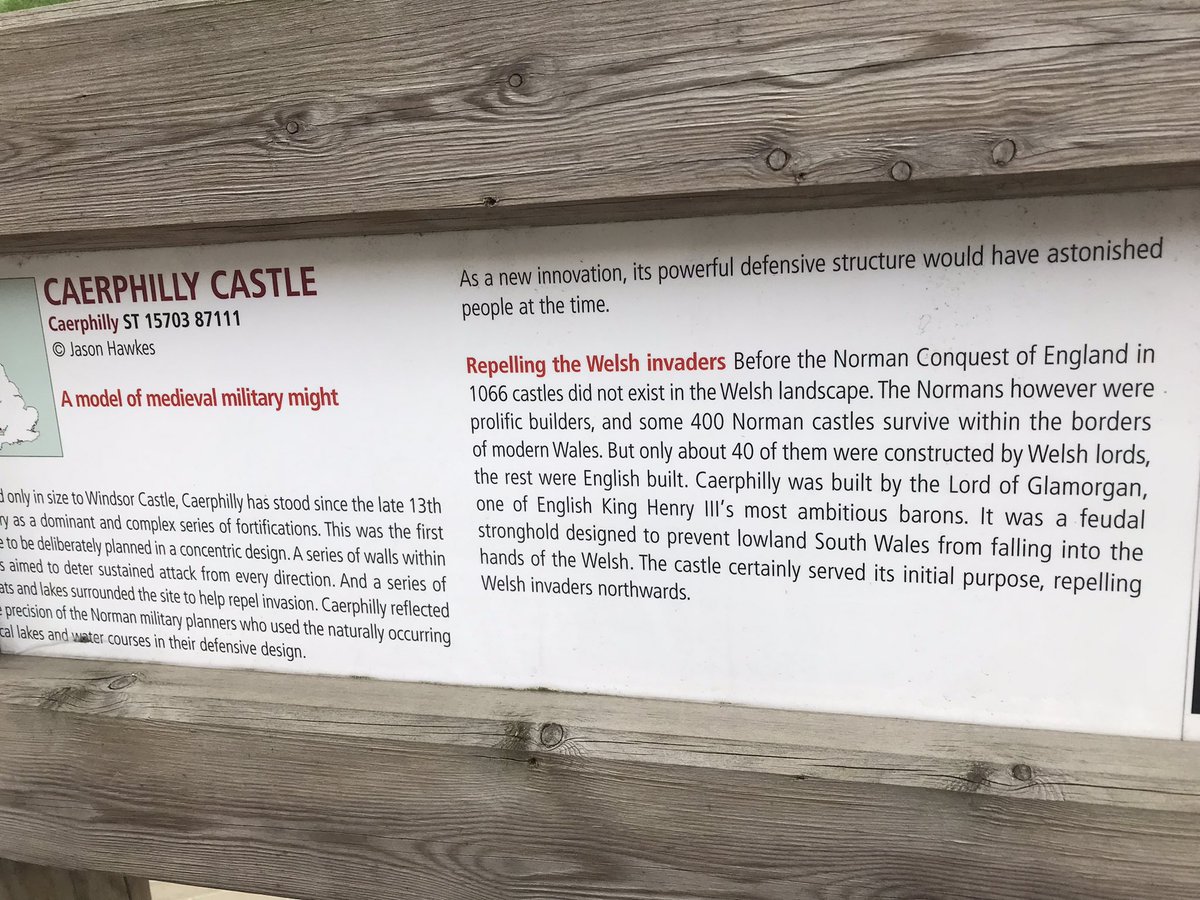 CAERPHILLY CASTLE
Caerphilly ST 15703 87111
© Jason Hawkes
A model of medieval military might
only in size to Windsor Castle, Caerphilly has stood since the late 13th
as a dominant and complex series of fortifications. This was the first
to be deliberately planned in a concentric design. A series of walls within
aimed to deter sustained attack from every direction. And a series of
and lakes surrounded the site to help repel invasion. Caerphilly reflected
precision of the Norman military planners who used the naturally occurring
lakes and water courses in their defensive design.
As a new innovation, its powerful defensive structure would have astonished
people at the time.
Repelling the Welsh invaders Before the Norman Conquest of England in
1066 castles did not exist in the Welsh landscape. The Normans however were
prolific builders, and some 400 Norman castles survive within the borders
of modern Wales. But only about 40 of them were constructed by Welsh lords,
the rest were English built. Caerphilly was built by the Lord of Glamorgan,
one of English King Henry III's most ambitious barons. It was a feudal
stronghold designed to prevent lowland South Wales from falling into the
hands of the Welsh. The castle certainly served its initial purpose, repelling
Welsh invaders northwards.